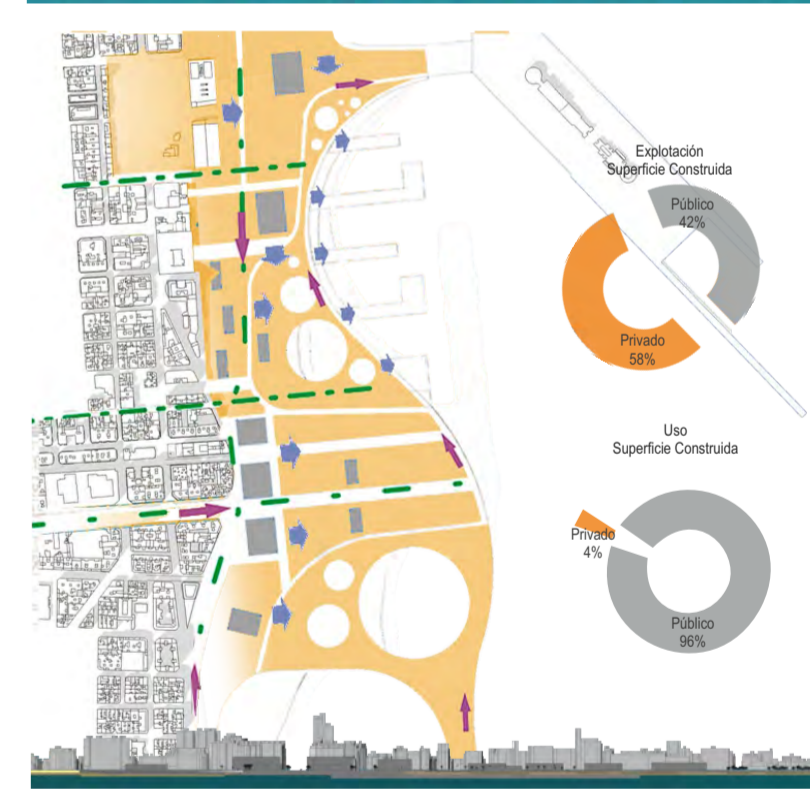 Explotación
Superficie Construida
Público
42%
Privado
58%
Uso
Superficie Construida
Privado
4%
Público
96%